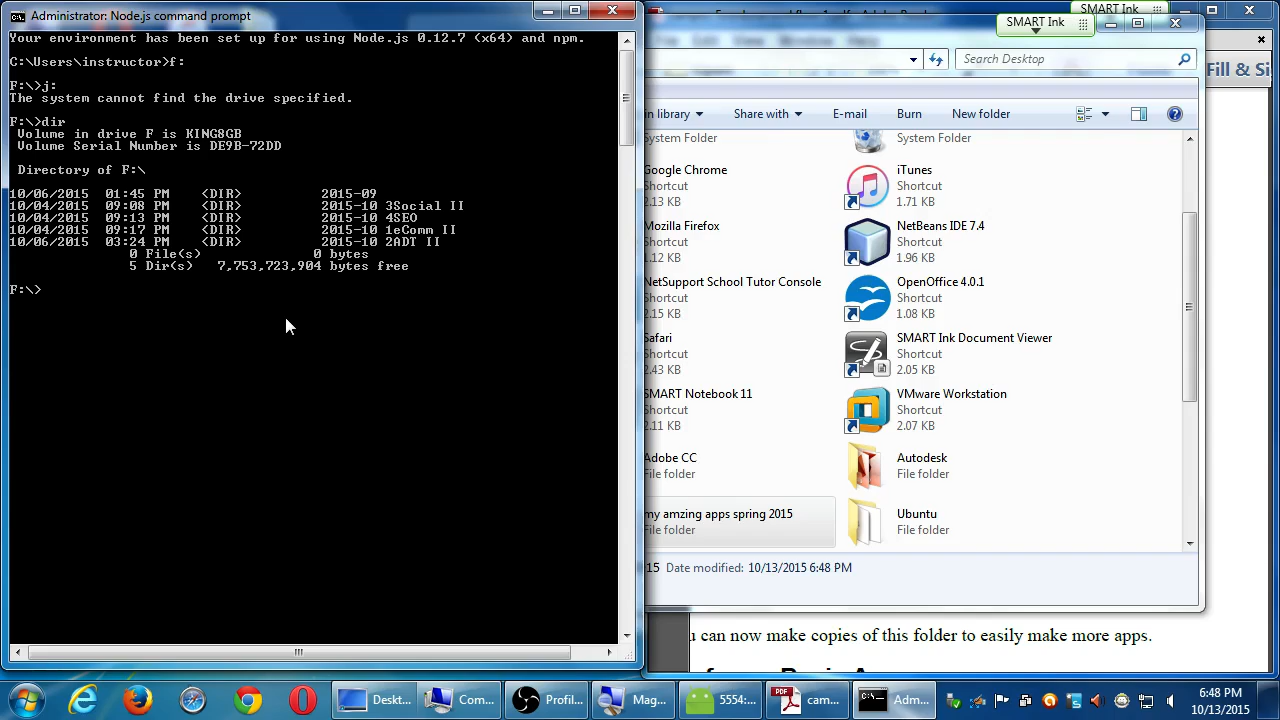 Administrator: Node.js command prompt
Your environment has been set up for using Node.js 0.12.7 (x64) and npm.
C:\Users\instructor>f:
F:\>j:
The system cannot find the drive specified.
F:\>dir
Volume in drive F is KING8GB
Volume Serial Number is
Directory of F:\
10/06/2015 01:45 PM <DIR> 2015-09
10/04/2015 09:08 PM <DIR> 2015-10 3Social II
10/04/2015 09:13 PM <DIR> 2015-10 4SEO
10/04/2015 09:17 PM <DIR> 2015-10 1eComm II
10/06/2015 03:24 PM <DIR> 2015-10 2ADT II
0 File(s) 0 bytes
5 Dir(s) 7,753,723,904 bytes free
F:\>
SMART Ink
SMART Ink
Search Desktop
Fill & Si
in library
Share with
E-mail
Burn
New folder
System Folder
Google Chrome
Shortcut
2.13 KB
iTunes
Shortcut
1.71 KB
Mozilla Firefox
Shortcut
1.12 KB
NetBeans IDE 7.4
Shortcut
1.96 KB
NetSupport School Tutor Console
Shortcut
2.15 KB
OpenOffice 4.0.1
Shortcut
1.08 KB
Safari
Shortcut
2.43 KB
SMART Ink Document Viewer
Shortcut
2.05 KB
SMART Notebook 11
Shortcut
2.11 KB
VMware Workstation
Shortcut
2.07 KB
Adobe CC
File folder
Autodesk
File folder
my amzing apps spring 2015
File folder
Ubuntu
File folder
15 Date modified: 10/13/2015 6:48 PM
can now make copies of this folder to easily make more apps.
Deskt...
Com...
Profil...
Mag...
5554:...
PDF
cam...
Adm...
6:48 PM
10/13/2015